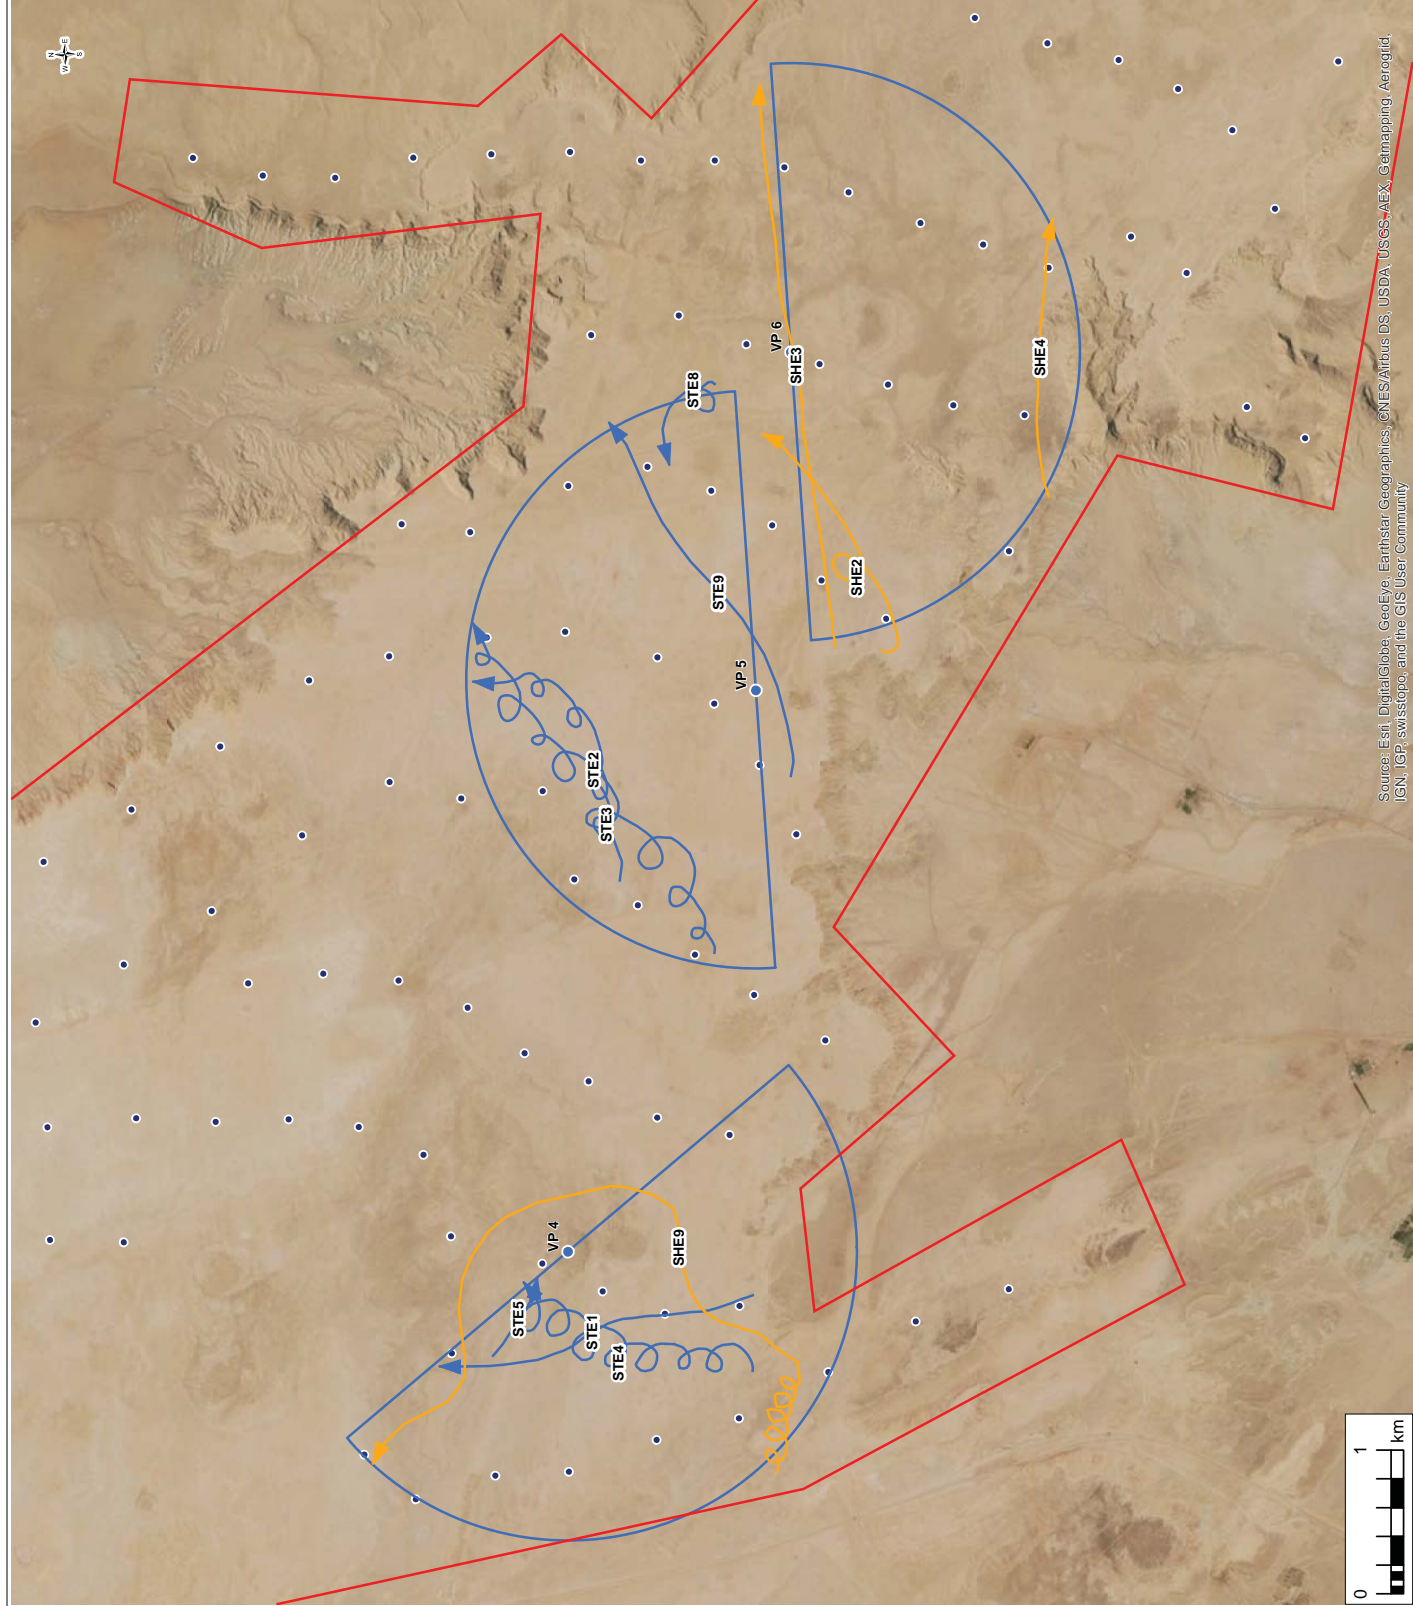 N
W E
S
VP 6
SHE3
STE8
SHE4
STE9
SHE2
VP 5
STE2
STE3
VP 4
SHE9
STE5
STE1
STE4
0 1
km
Source: Esri, DigitalGlobe, GeoEye, Earthstar Geographics, CNES/Airbus DS, USDA, USGS, AEX, Getmapping, Aerogrid,
IGN, IGP, swisstopo, and the GIS User Community